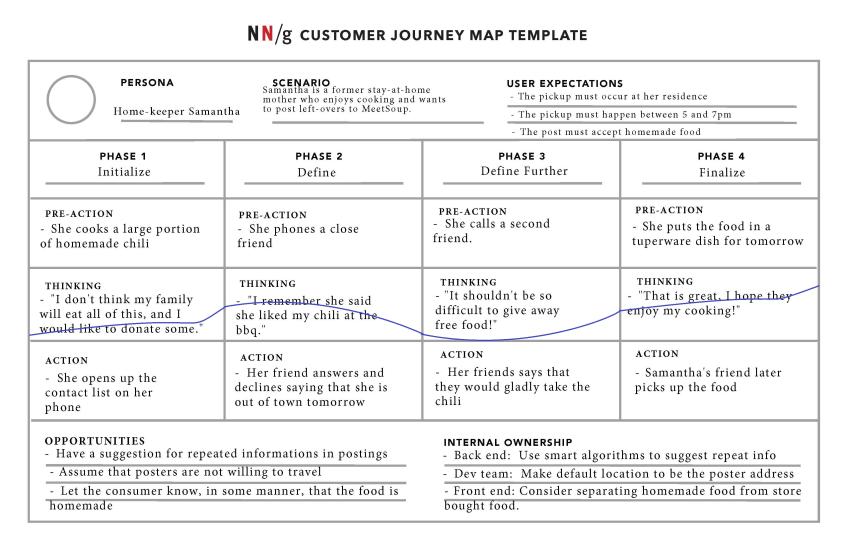 NN/g CUSTOMER JOURNEY MAP TEMPLATE
PERSONA
Home-keeper Samantha
SCENARIO
Samantha is a former stay-at-home
mother who enjoys cooking and wants
to post left-overs to MeetSoup.
USER EXPECTATIONS
- The pickup must occur at her residence
- The pickup must happen between 5 and 7pm
- The post must accept homemade food
PHASE 1
Initialize
PHASE 2
Define
PHASE 3
Define Further
PHASE 4
Finalize
PRE-ACTION
- She cooks a large portion
of homemade chili
PRE-ACTION
- She phones a close
friend
PRE-ACTION
- She calls a second
friend.
PRE-ACTION
- She puts the food in a
tuperware dish for tomorrow
THINKING
- "I don't think my family
will eat all of this, and I
would like to donate some."
THINKING
- "I remember she said
she liked my chili at the
bbq."
THINKING
- "It shouldn't be so
difficult to give away
free food!"
THINKING
- "That is great, I hope they
enjoy my cooking!"
ACTION
- She opens up the
contact list on her
phone
ACTION
- Her friend answers and
declines saying that she is
out of town tomorrow
ACTION
- Her friends says that
they would gladly take the
chili
ACTION
- Samantha's friend later
picks up the food
OPPORTUNITIES
- Have a suggestion for repeated informations in postings
- Assume that posters are not willing to travel
- Let the consumer know, in some manner, that the food is
homemade
INTERNAL OWNERSHIP
- Back end: Use smart algorithms to suggest repeat info
- Dev team: Make default location to be the poster address
- Front end: Consider separating homemade food from store
bought food.